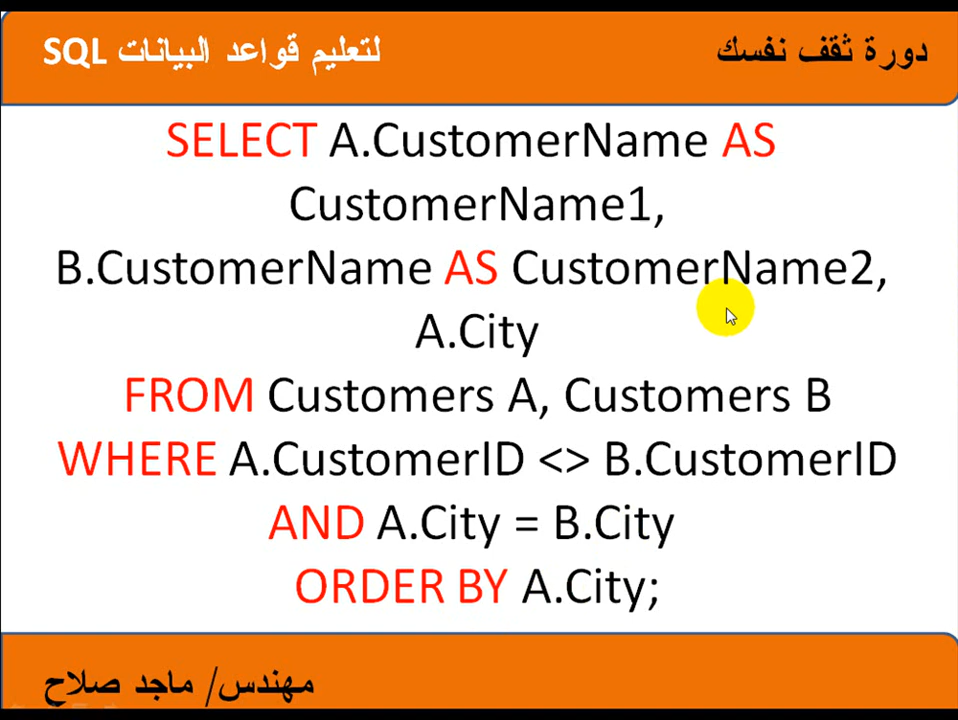 دورة ثقف نفسك
لتعليم قواعد البيانات SQL
SELECT A.CustomerName AS
CustomerName1,
B.CustomerName AS CustomerName2,
A.City
FROM Customers A, Customers B
WHERE A.CustomerID <> B.CustomerID
AND A.City = B.City
ORDER BY A.City;
مهندس/ ماجد صلاح